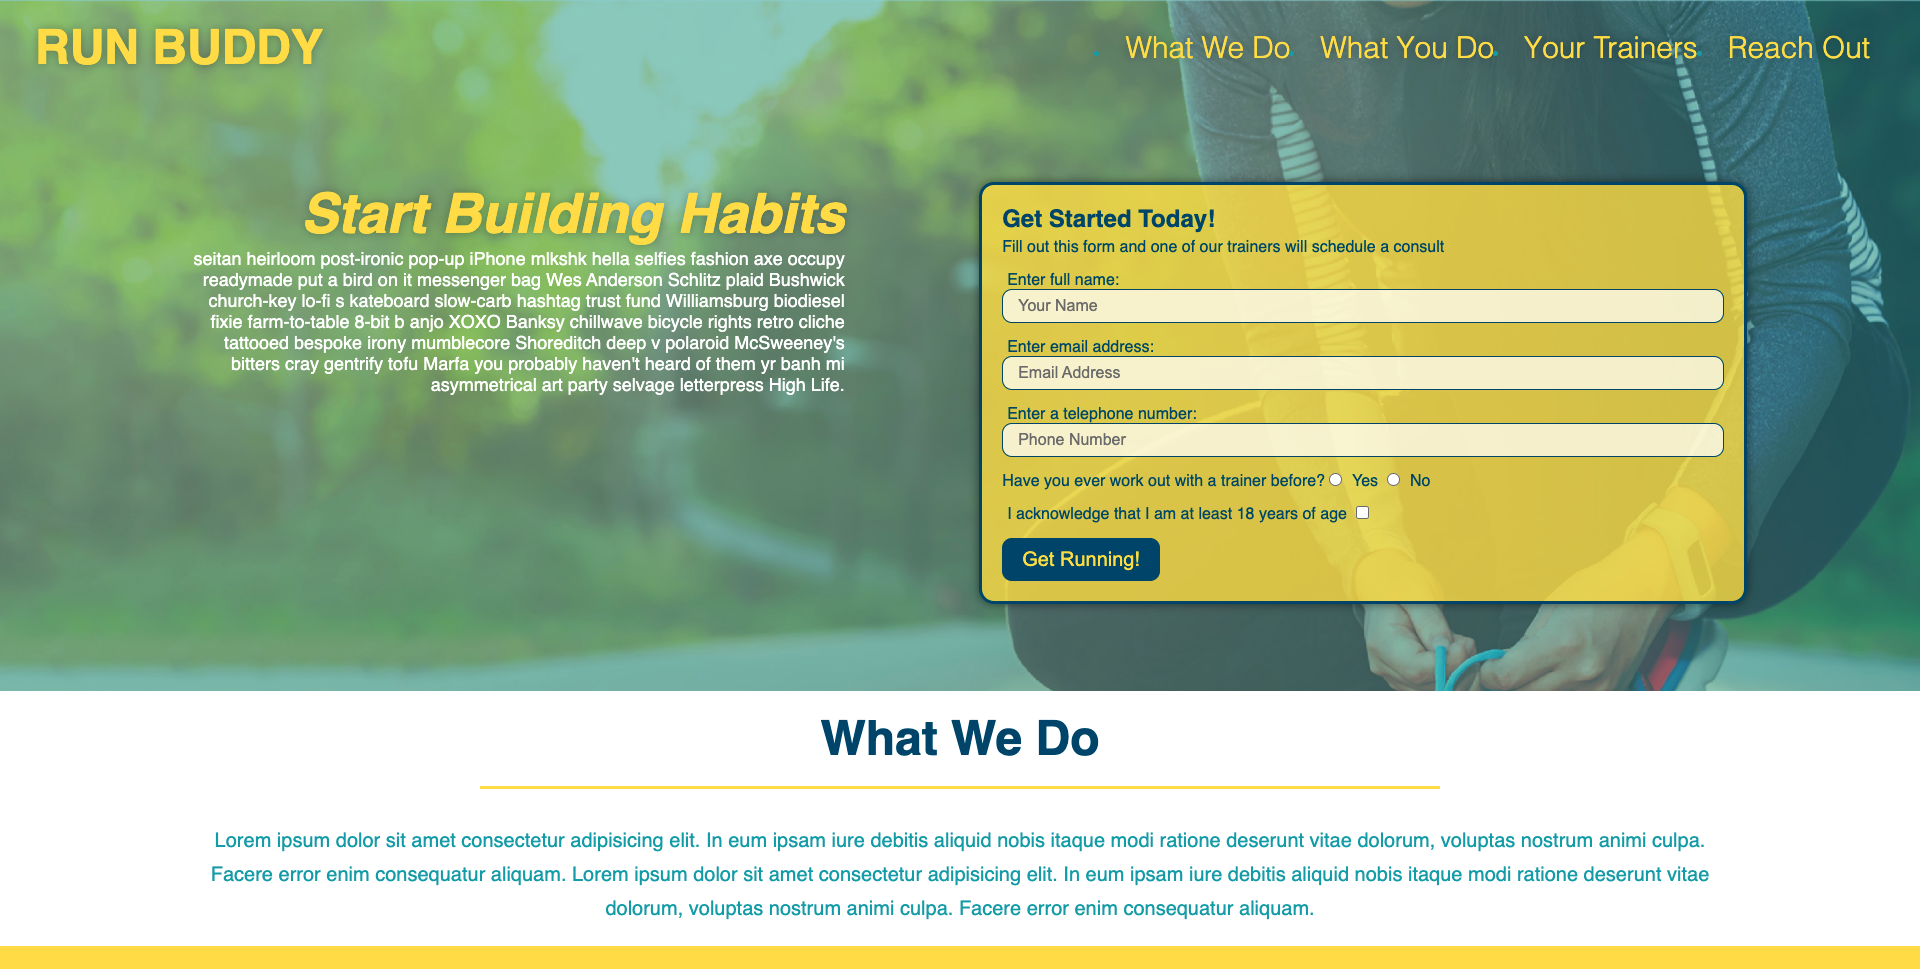 RUN BUDDY
What We Do What You Do Your Trainers Reach Out
Start Building Habits
seitan heirloom post-ironic pop-up iPhone mlkshk hella selfies fashion axe occupy
readymade put a bird on it messenger bag Wes Anderson Schlitz plaid Bushwick
church-key lo-fi s kateboard slow-carb hashtag trust fund Williamsburg biodiesel
fixie farm-to-table 8-bit b anjo XOXO Banksy chillwave bicycle rights retro cliche
tattooed bespoke irony mumblecore Shoreditch deep v polaroid McSweeney's
bitters cray gentrify tofu Marfa you probably haven't heard of them yr banh mi
asymmetrical art party selvage letterpress High Life.
Get Started Today!
Fill out this form and one of our trainers will schedule a consult
Enter full name:
Your Name
Enter email address:
Email Address
Enter a telephone number:
Phone Number
Have you ever work out with a trainer before? Yes No
I acknowledge that I am at least 18 years of age
Get Running!
What We Do
Lorem ipsum dolor sit amet consectetur adipisicing elit. In eum ipsam iure debitis aliquid nobis itaque modi ratione deserunt vitae dolorum, voluptas nostrum animi culpa.
Facere error enim consequatur aliquam. Lorem ipsum dolor sit amet consectetur adipisicing elit. In eum ipsam iure debitis aliquid nobis itaque modi ratione deserunt vitae
dolorum, voluptas nostrum animi culpa. Facere error enim consequatur aliquam.